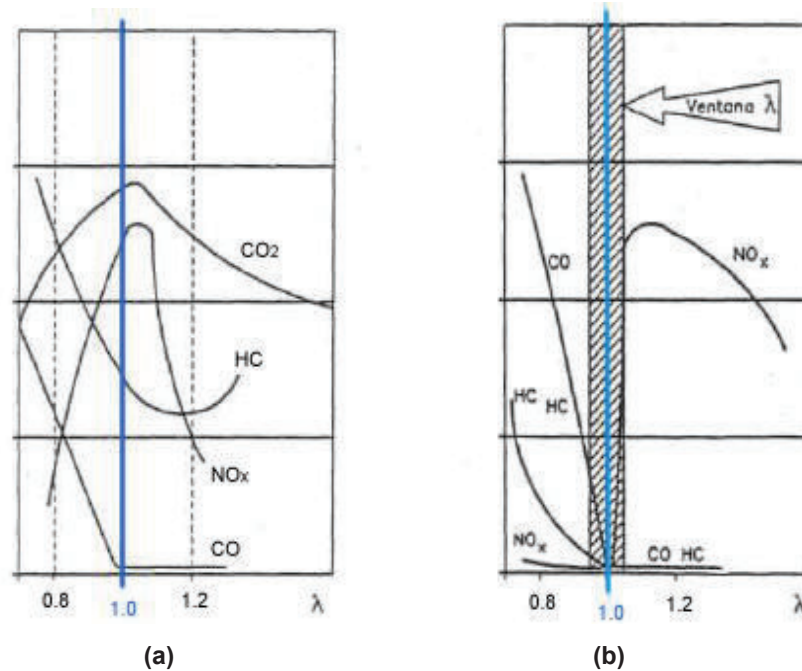 CO2
HC
NOx
CO
0.8
1.0
1.2
λ
(a)
Ventana λ
CO
NOx
HC
HC
NOx
CO HC
0.8
1.0
1.2
λ
(b)